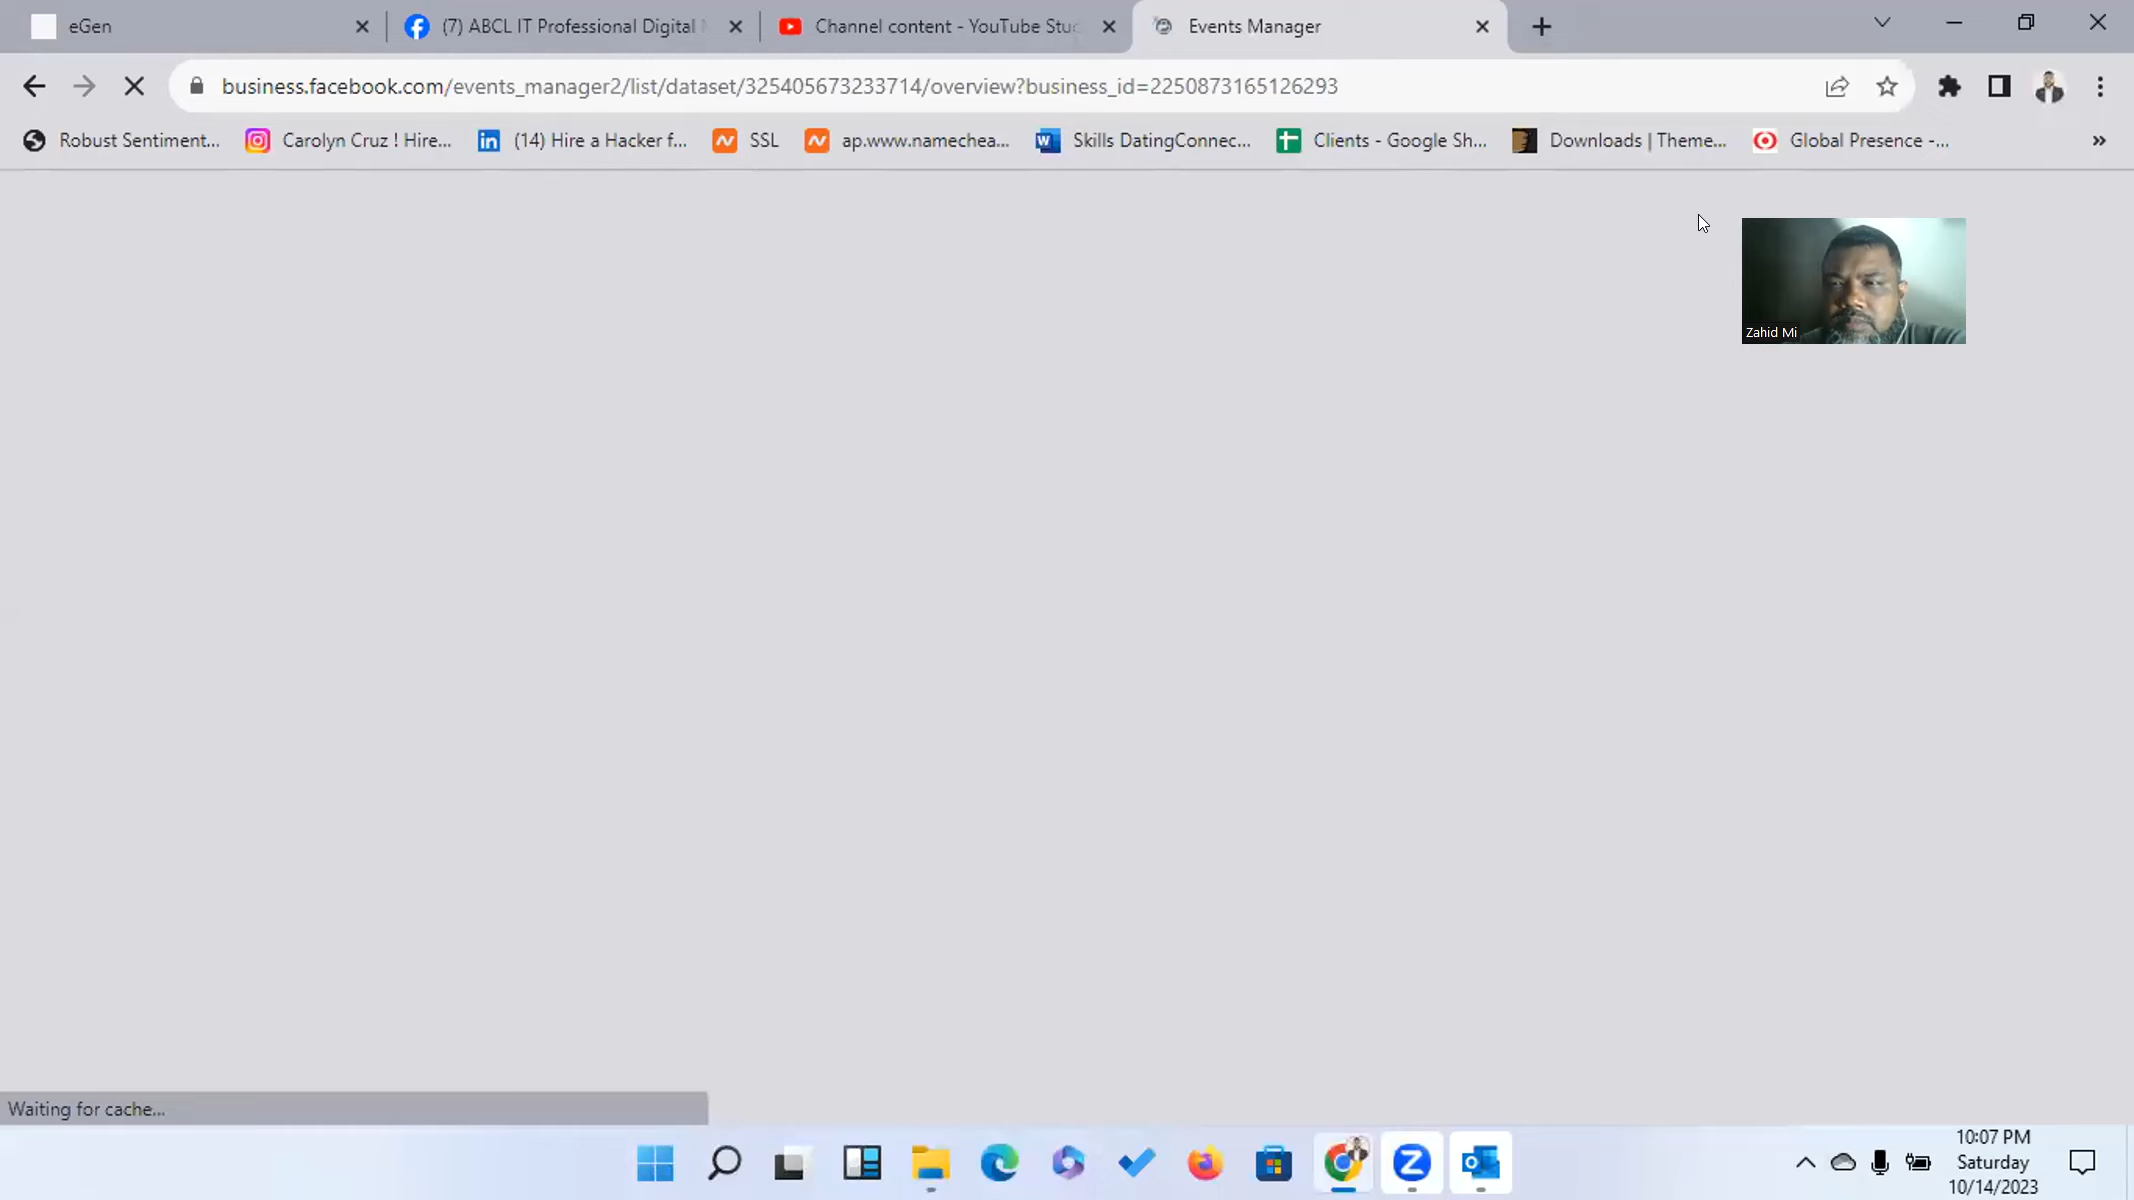 eGen
(7) ABCL IT Professional Digital
Channel content - YouTube Stu
Events Manager
business.facebook.com/events_manager2/list/dataset/325405673233714/overview?business_id=2250873165126293
Robust Sentiment...
Carolyn Cruz ! Hire...
(14) Hire a Hacker f...
SSL
ap.www.namechea...
Skills DatingConnec...
Clients - Google Sh...
Downloads | Theme...
Global Presence -...
Zahid Mi
Waiting for cache...
10:07 PM
Saturday
10/14/2023